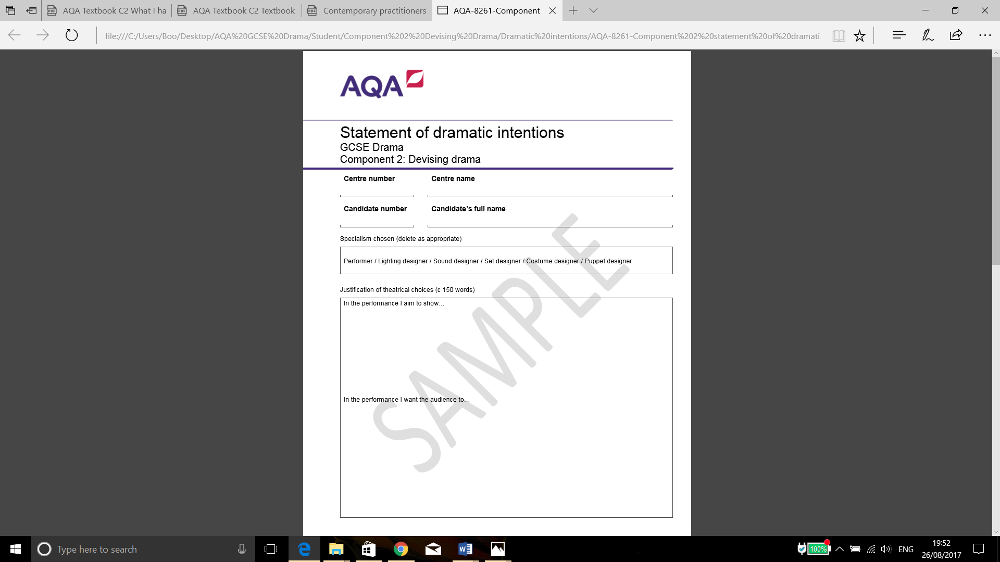 AQA Textbook C2 What I ha
AQA Textbook C2 Textbook
Contemporary practitioners
AQA-8261-Component
file:///C:/Users/Boo/Desktop/AQA%20GCSE%20Drama/Student/Component%202%20Devising%20Drama/Dramatic%20intentions/AQA-8261-Component%202%20statement%20of%20dramati
AQA
Statement of dramatic intentions
GCSE Drama
Component 2: Devising drama
Centre number Centre name
Candidate number Candidate’s full name
Specialism chosen (delete as appropriate)
Performer / Lighting designer / Sound designer / Set designer / Costume designer / Puppet designer
Justification of theatrical choices (c 150 words)
In the performance I aim to show…
In the performance I want the audience to…
SAMPLE
Type here to search
100%
ENG
19:52
26/08/2017